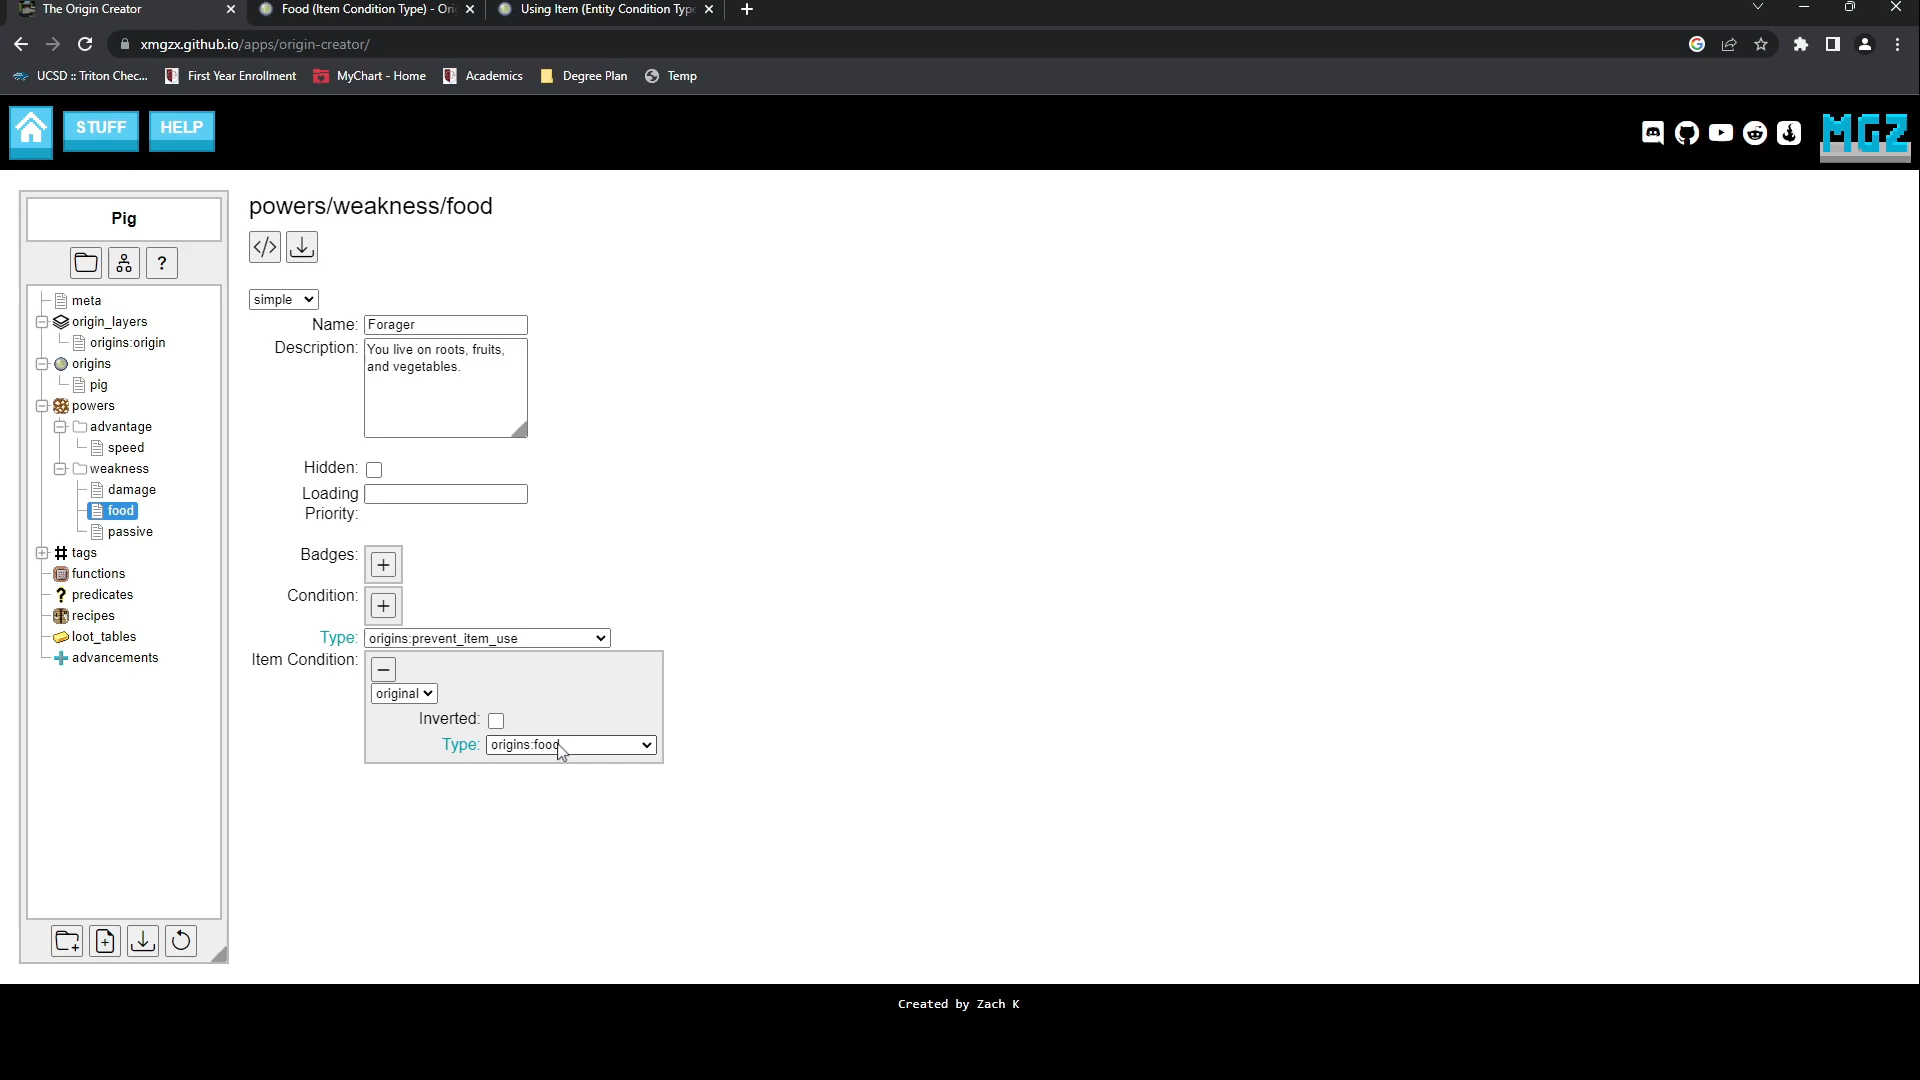 The Origin Creator
Food (Item Condition Type) - Ori
Using Item (Entity Condition Type
xmgzx.github.io/apps/origin-creator/
UCSD :: Triton Chec...
First Year Enrollment
MyChart - Home
Academics
Degree Plan
Temp
STUFF
HELP
MGZ
Pig
?
meta
origin_layers
origins:origin
origins
pig
powers
advantage
speed
weakness
damage
food
passive
tags
functions
predicates
recipes
loot_tables
advancements
powers/weakness/food
</>
simple
Name: Forager
Description: You live on roots, fruits,
and vegetables.
Hidden:
Loading
Priority:
Badges: +
Condition: +
Type: origins:prevent_item_use
Item Condition: −
original
Inverted:
Type: origins:food
Created by Zach K